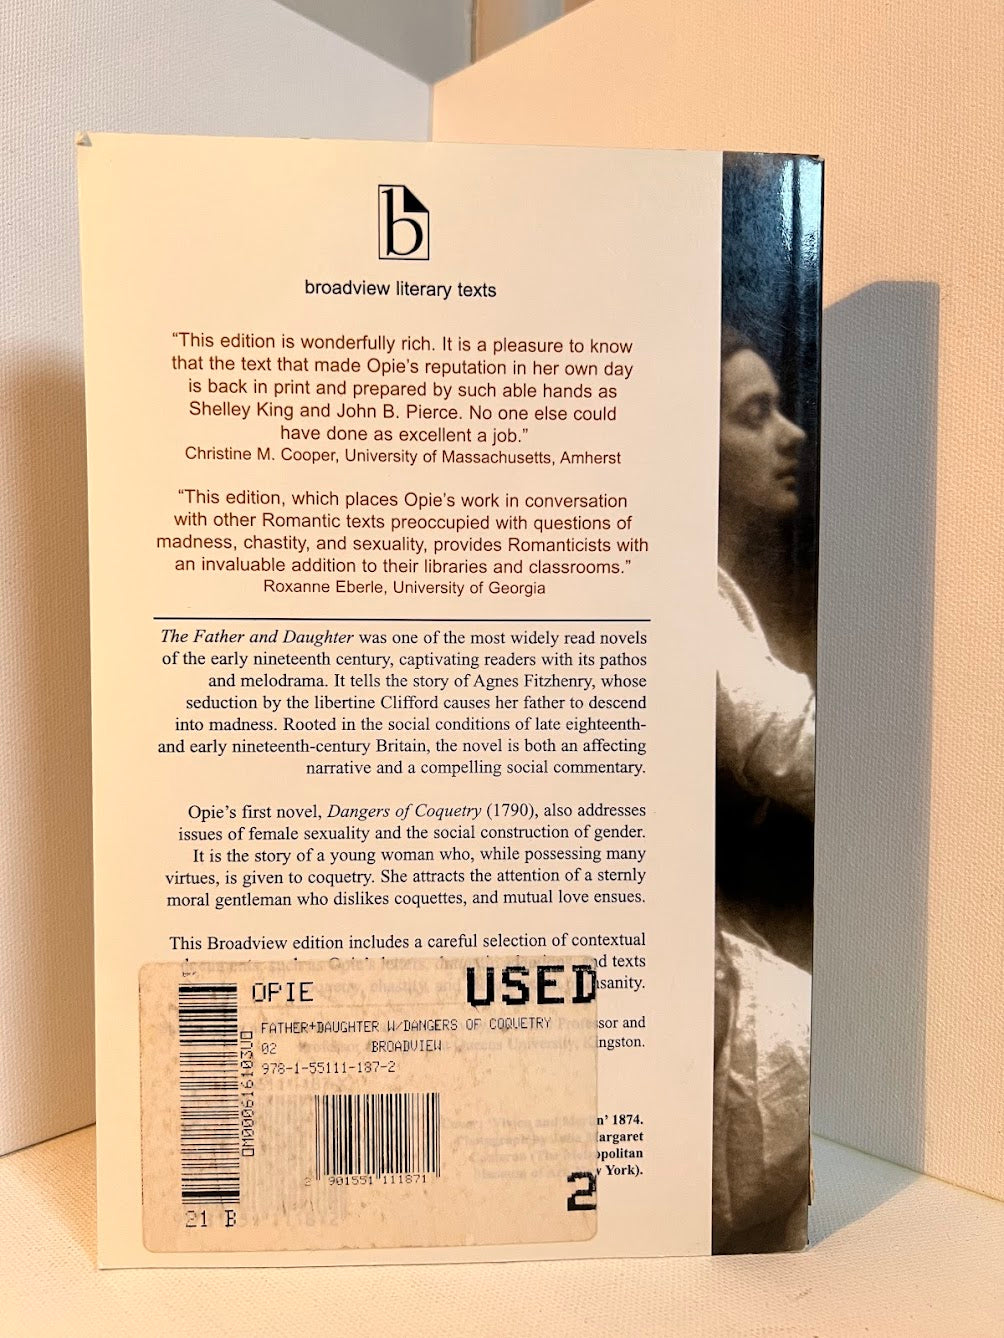 b
broadview literary texts
“This edition is wonderfully rich. It is a pleasure to know
that the text that made Opie’s reputation in her own day
is back in print and prepared by such able hands as
Shelley King and John B. Pierce. No one else could
have done as excellent a job.”
Christine M. Cooper, University of Massachusetts, Amherst
“This edition, which places Opie’s work in conversation
with other Romantic texts preoccupied with questions of
madness, chastity, and sexuality, provides Romanticists with
an invaluable addition to their libraries and classrooms.”
Roxanne Eberle, University of Georgia
The Father and Daughter was one of the most widely read novels
of the early nineteenth century, captivating readers with its pathos
and melodrama. It tells the story of Agnes Fitzhenry, whose
seduction by the libertine Clifford causes her father to descend
into madness. Rooted in the social conditions of late eighteenth-
and early nineteenth-century Britain, the novel is both an affecting
narrative and a compelling social commentary.
Opie’s first novel, Dangers of Coquetry (1790), also addresses
issues of female sexuality and the social construction of gender.
It is the story of a young woman who, while possessing many
virtues, is given to coquetry. She attracts the attention of a sternly
moral gentleman who dislikes coquettes, and mutual love ensues.
This Broadview edition includes a careful selection of contextual
texts
OPIE
USED
FATHER+DAUGHTER W/DANGERS OF COQUETRY
and
02 BROADVIEW
978-1-55111-187-2
2 901551 111871
21 B
2
1874.
York).